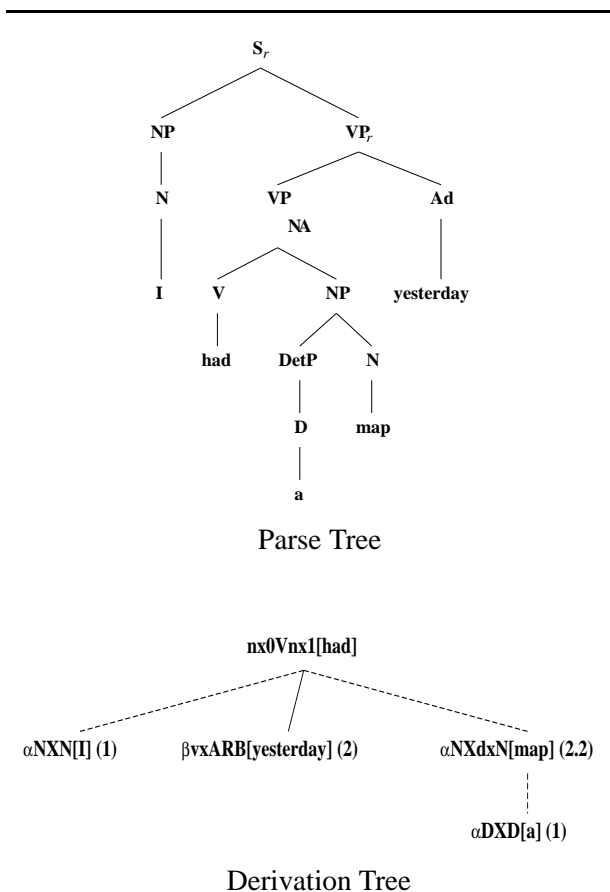 S_r
NP VP_r
N VP Ad
NA
I V NP yesterday
had DetP N
D map
a
Parse Tree
nx0Vnx1[had]
αNXN[I] (1) βvxARB[yesterday] (2) αNXdxN[map] (2.2)
αDXD[a] (1)
Derivation Tree